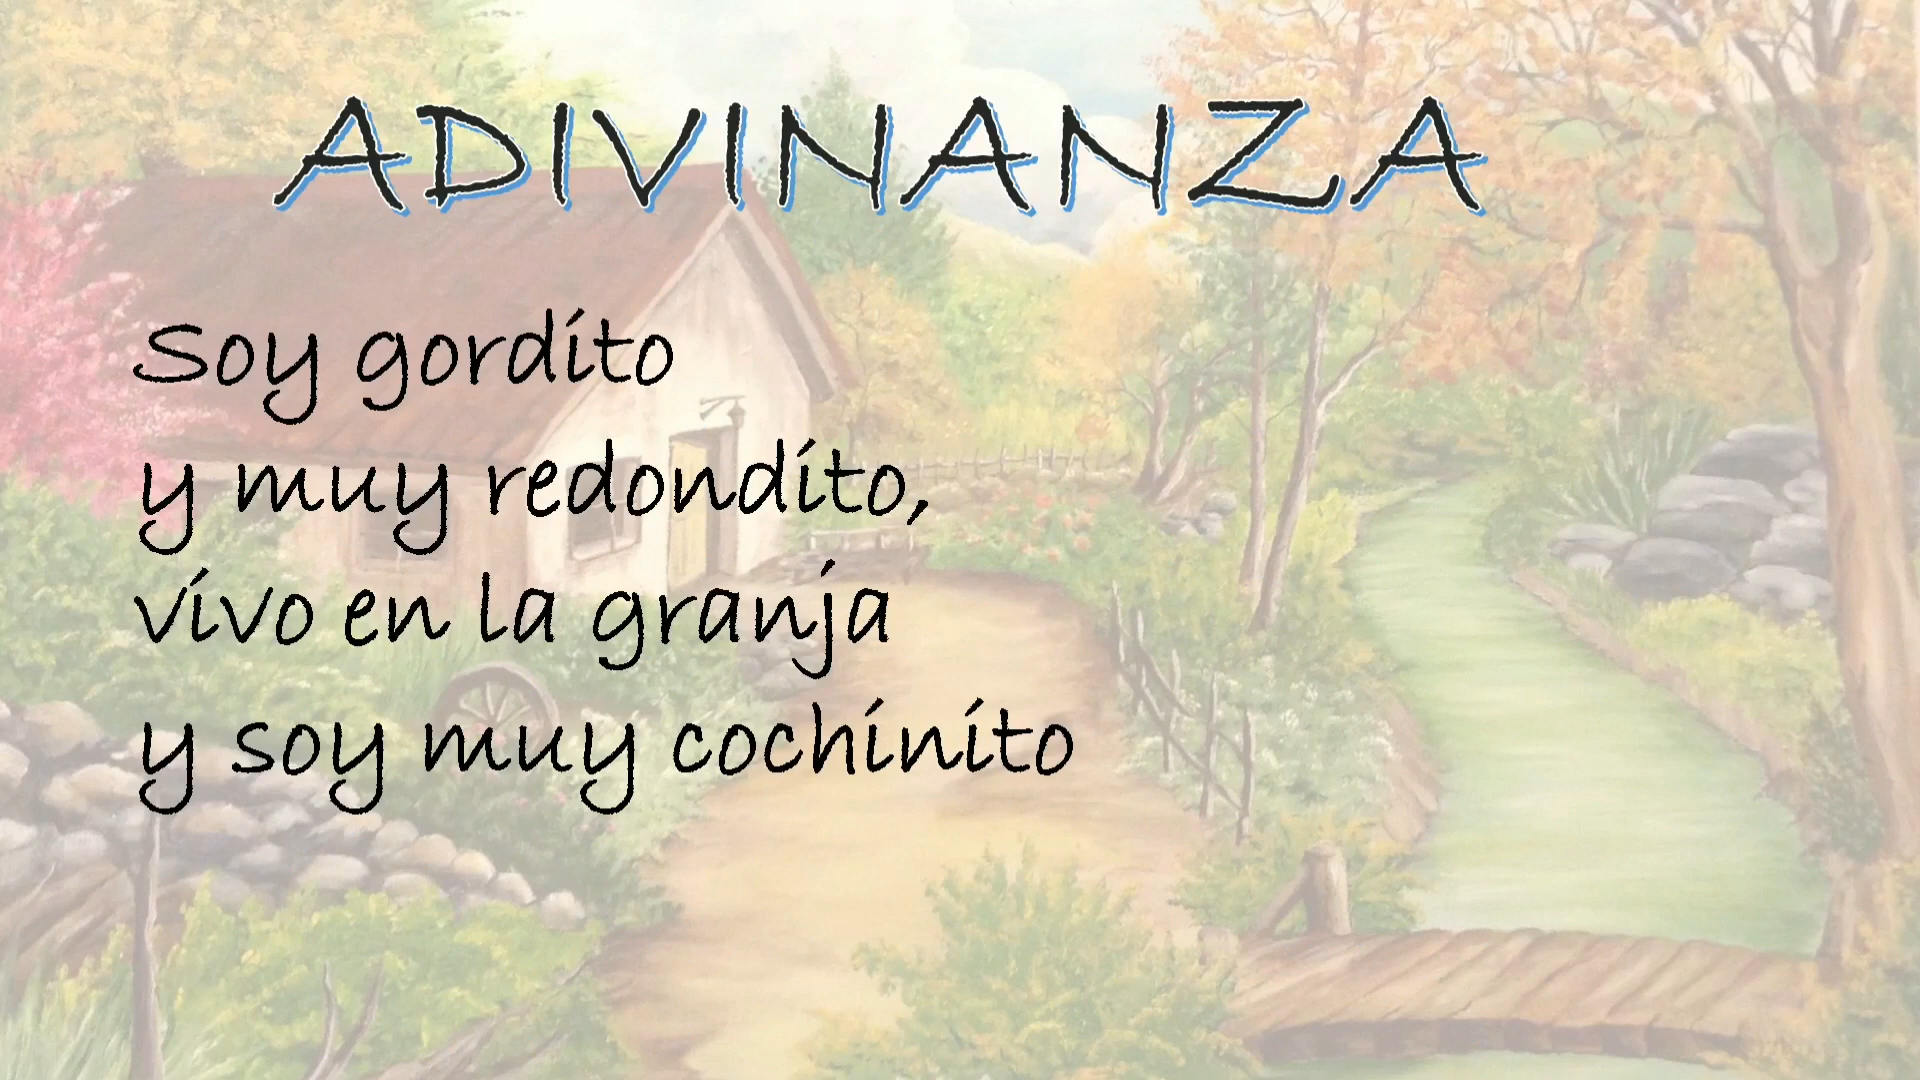 ADIVINANZA
Soy gordito
y muy redondito,
vivo en la granja
y soy muy cochinito